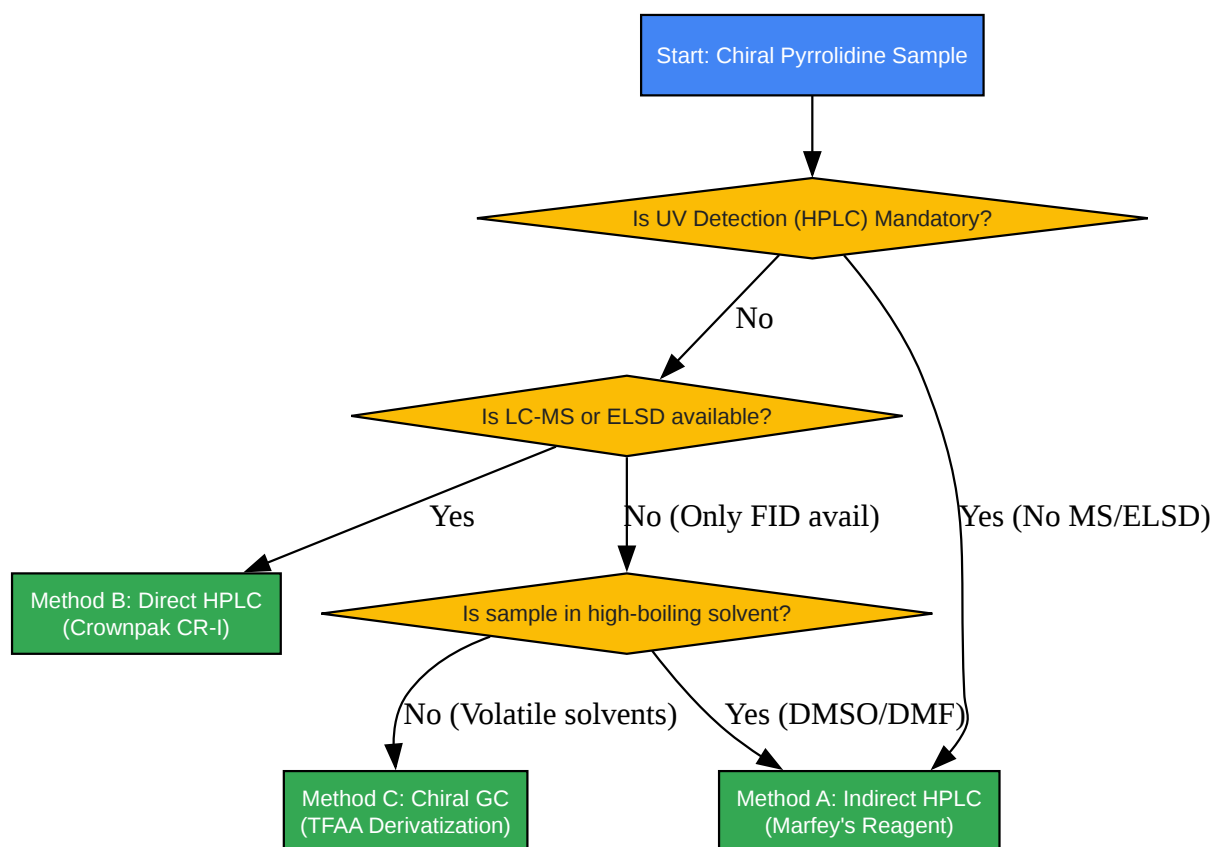 Start: Chiral Pyrrolidine Sample
Is UV Detection (HPLC) Mandatory?
No
Is LC-MS or ELSD available?
Yes
No (Only FID avail)
Yes (No MS/ELSD)
Method B: Direct HPLC
(Crownpak CR-I)
Is sample in high-boiling solvent?
No (Volatile solvents)
Yes (DMSO/DMF)
Method C: Chiral GC
(TFAA Derivatization)
Method A: Indirect HPLC
(Marfey's Reagent)